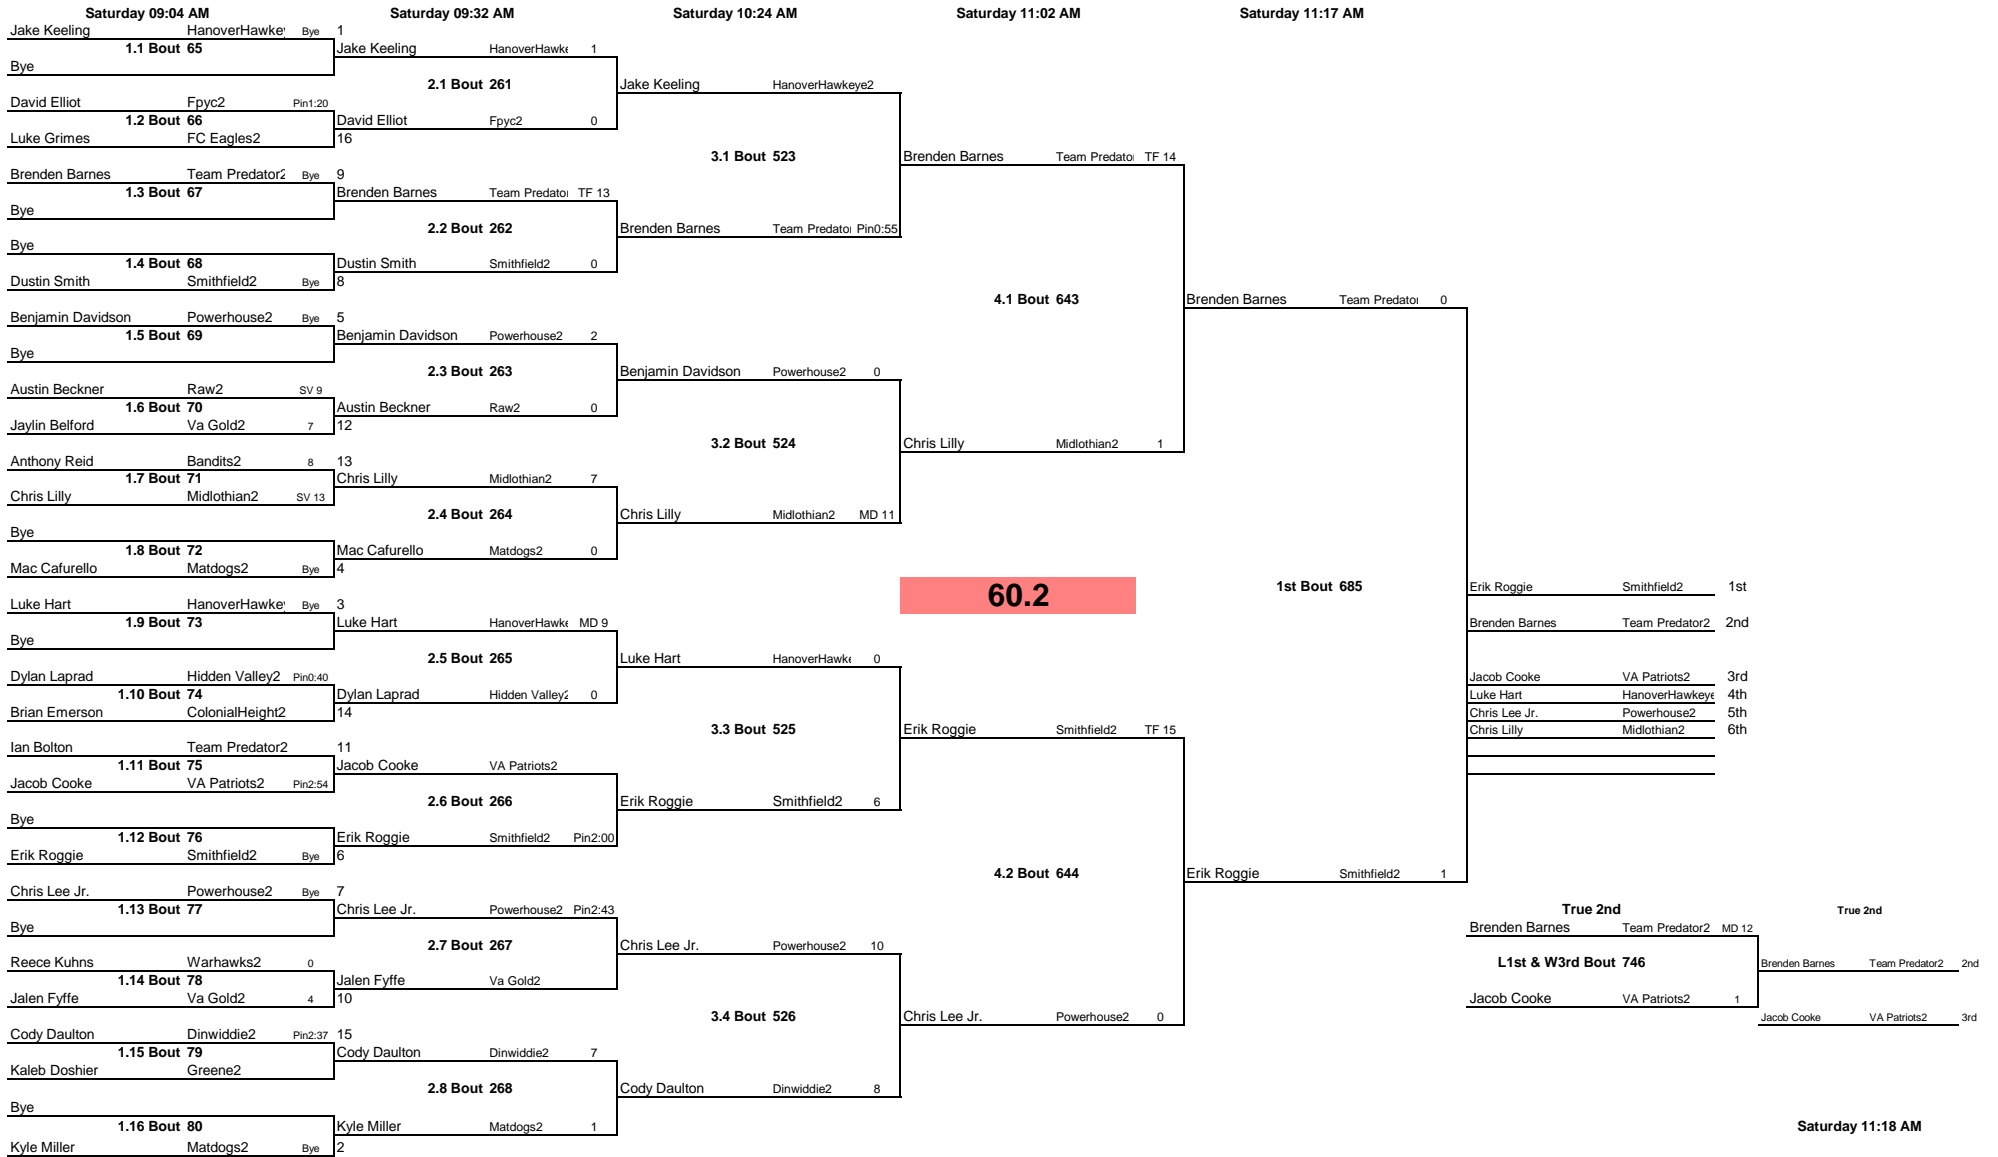 Saturday 09:04 AM Saturday 09:32 AM Saturday 10:24 AM Saturday 11:02 AM Saturday 11:17 AM
Jake Keeling HanoverHawkey Bye 1
1.1 Bout 65 Jake Keeling HanoverHawke 1
Bye
2.1 Bout 261 Jake Keeling HanoverHawkeye2
David Elliot Fpyc2 Pin1:20
1.2 Bout 66 David Elliot Fpyc2 0
Luke Grimes FC Eagles2 16
3.1 Bout 523 Brenden Barnes Team Predato TF 14
Brenden Barnes Team Predator2 Bye 9
1.3 Bout 67 Brenden Barnes Team Predato TF 13
Bye
2.2 Bout 262 Brenden Barnes Team Predato Pin0:55
Bye
1.4 Bout 68 Dustin Smith Smithfield2 0
Dustin Smith Smithfield2 Bye 8
4.1 Bout 643 Brenden Barnes Team Predator 0
Benjamin Davidson Powerhouse2 Bye 5
1.5 Bout 69 Benjamin Davidson Powerhouse2 2
Bye
2.3 Bout 263 Benjamin Davidson Powerhouse2 0
Austin Beckner Raw2 SV 9
1.6 Bout 70 Austin Beckner Raw2 0
Jaylin Belford Va Gold2 7 12
3.2 Bout 524 Chris Lilly Midlothian2 1
Anthony Reid Bandits2 8 13
1.7 Bout 71 Chris Lilly Midlothian2 7
Chris Lilly Midlothian2 SV 13
2.4 Bout 264 Chris Lilly Midlothian2 MD 11
Bye
1.8 Bout 72 Mac Cafurello Matdogs2 0
Mac Cafurello Matdogs2 Bye 4
60.2 1st Bout 685 Erik Roggie Smithfield2 1st
Luke Hart HanoverHawkey Bye 3
1.9 Bout 73 Luke Hart HanoverHawke MD 9 Brenden Barnes Team Predator2 2nd
Bye
2.5 Bout 265 Luke Hart HanoverHawke 0
Dylan Laprad Hidden Valley2 Pin0:40 Jacob Cooke VA Patriots2 3rd
1.10 Bout 74 Dylan Laprad Hidden Valley2 0 Luke Hart HanoverHawkeye 4th
Brian Emerson ColonialHeight2 14 Chris Lee Jr. Powerhouse2 5th
3.3 Bout 525 Erik Roggie Smithfield2 TF 15 Chris Lilly Midlothian2 6th
Ian Bolton Team Predator2 11
1.11 Bout 75 Jacob Cooke VA Patriots2
Jacob Cooke VA Patriots2 Pin2:54
2.6 Bout 266 Erik Roggie Smithfield2 6
Bye
1.12 Bout 76 Erik Roggie Smithfield2 Pin2:00
Erik Roggie Smithfield2 Bye 6
4.2 Bout 644 Erik Roggie Smithfield2 1
Chris Lee Jr. Powerhouse2 Bye 7
1.13 Bout 77 Chris Lee Jr. Powerhouse2 Pin2:43 True 2nd True 2nd
Bye Brenden Barnes Team Predator2 MD 12
2.7 Bout 267 Chris Lee Jr. Powerhouse2 10
Reece Kuhns Warhawks2 0 L1st & W3rd Bout 746 Brenden Barnes Team Predator2 2nd
1.14 Bout 78 Jalen Fyffe Va Gold2
Jalen Fyffe Va Gold2 4 10 Jacob Cooke VA Patriots2 1
3.4 Bout 526 Chris Lee Jr. Powerhouse2 0 Jacob Cooke VA Patriots2 3rd
Cody Daulton Dinwiddie2 Pin2:37 15
1.15 Bout 79 Cody Daulton Dinwiddie2 7
Kaleb Doshier Greene2
2.8 Bout 268 Cody Daulton Dinwiddie2 8
Bye
1.16 Bout 80 Kyle Miller Matdogs2 1 Saturday 11:18 AM
Kyle Miller Matdogs2 Bye 2